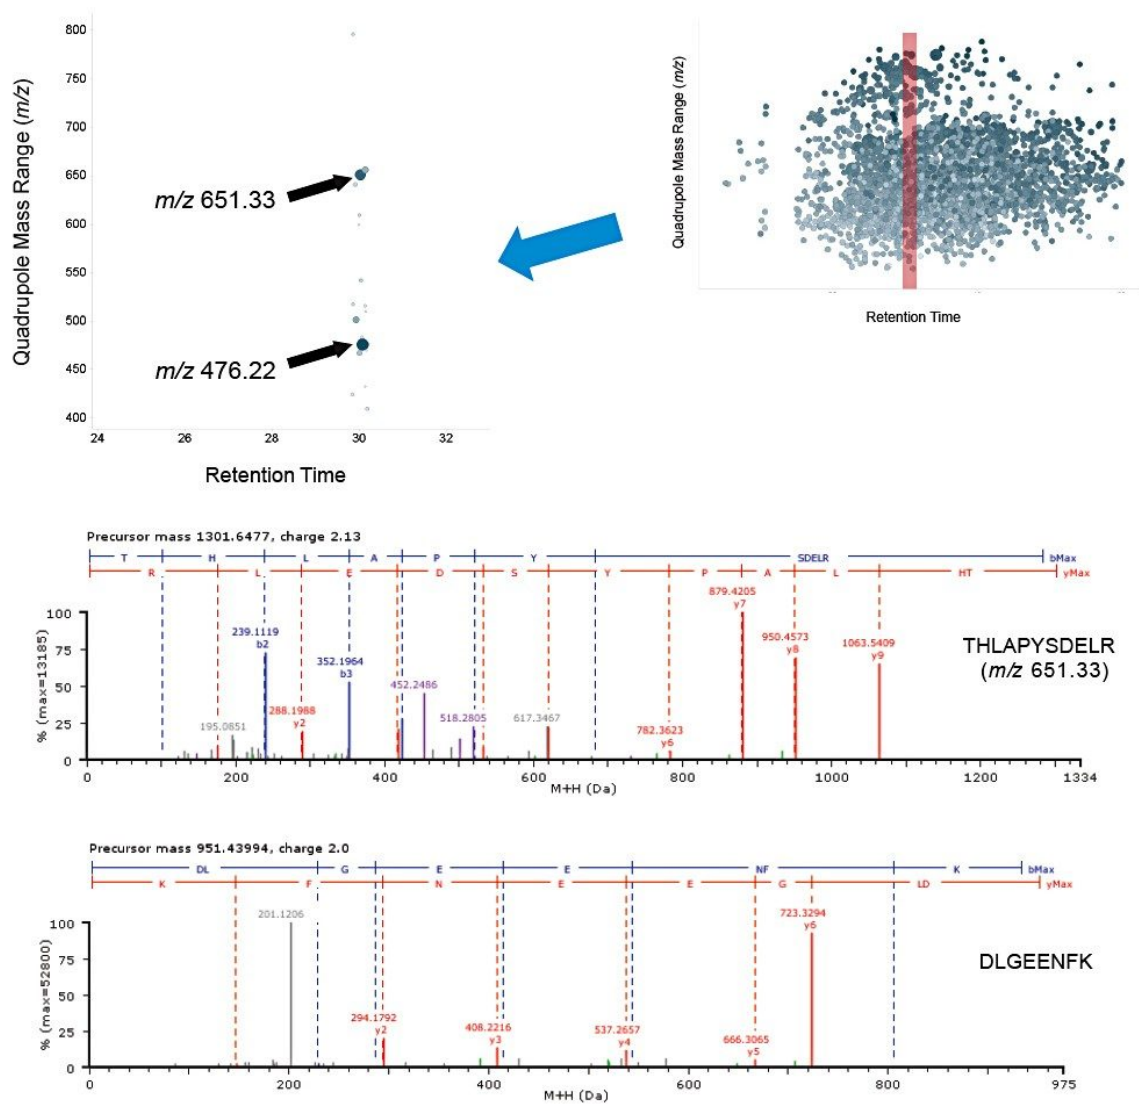 800
750
700
650
600
550
500
450
400
Quadrupole Mass Range (m/z)
m/z 651.33
m/z 476.22
24 26 28 30 32
Retention Time
Quadrupole Mass Range (m/z)
Retention Time
Precursor mass 1301.6477, charge 2.13
T H L A P Y SDELR bMax
R L E D S Y P A L HT yMax
100
75
50
25
0
% (max=13185)
239.1119
b2
352.1964
b3
195.0851
288.1988
y2
452.2486
518.2805
617.3467
782.3623
y6
879.4205
y7
950.4573
y8
1063.5409
y9
THLAPYSDELR
(m/z 651.33)
0 200 400 600 800 1000 1200 1334
M+H (Da)
Precursor mass 951.43994, charge 2.0
DL G E E NF K bMax
K F N E E G LD yMax
100
75
50
25
0
% (max=52800)
201.1206
294.1792
y2
408.2216
y3
537.2657
y4
666.3065
y5
723.3294
y6
DLGEENFK
0 200 400 600 800 975
M+H (Da)